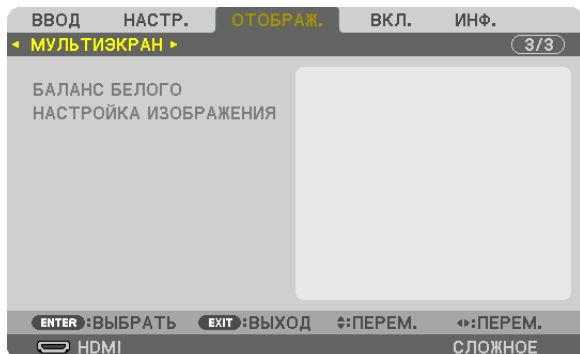 ВВОД НАСТР. ОТОБРАЖ. ВКЛ. ИНФ.
МУЛЬТИЭКРАН 3/3
БАЛАНС БЕЛОГО
НАСТРОЙКА ИЗОБРАЖЕНИЯ
ENTER :ВЫБРАТЬ EXIT :ВЫХОД :ПЕРЕМ. :ПЕРЕМ.
HDMI СЛОЖНОЕ